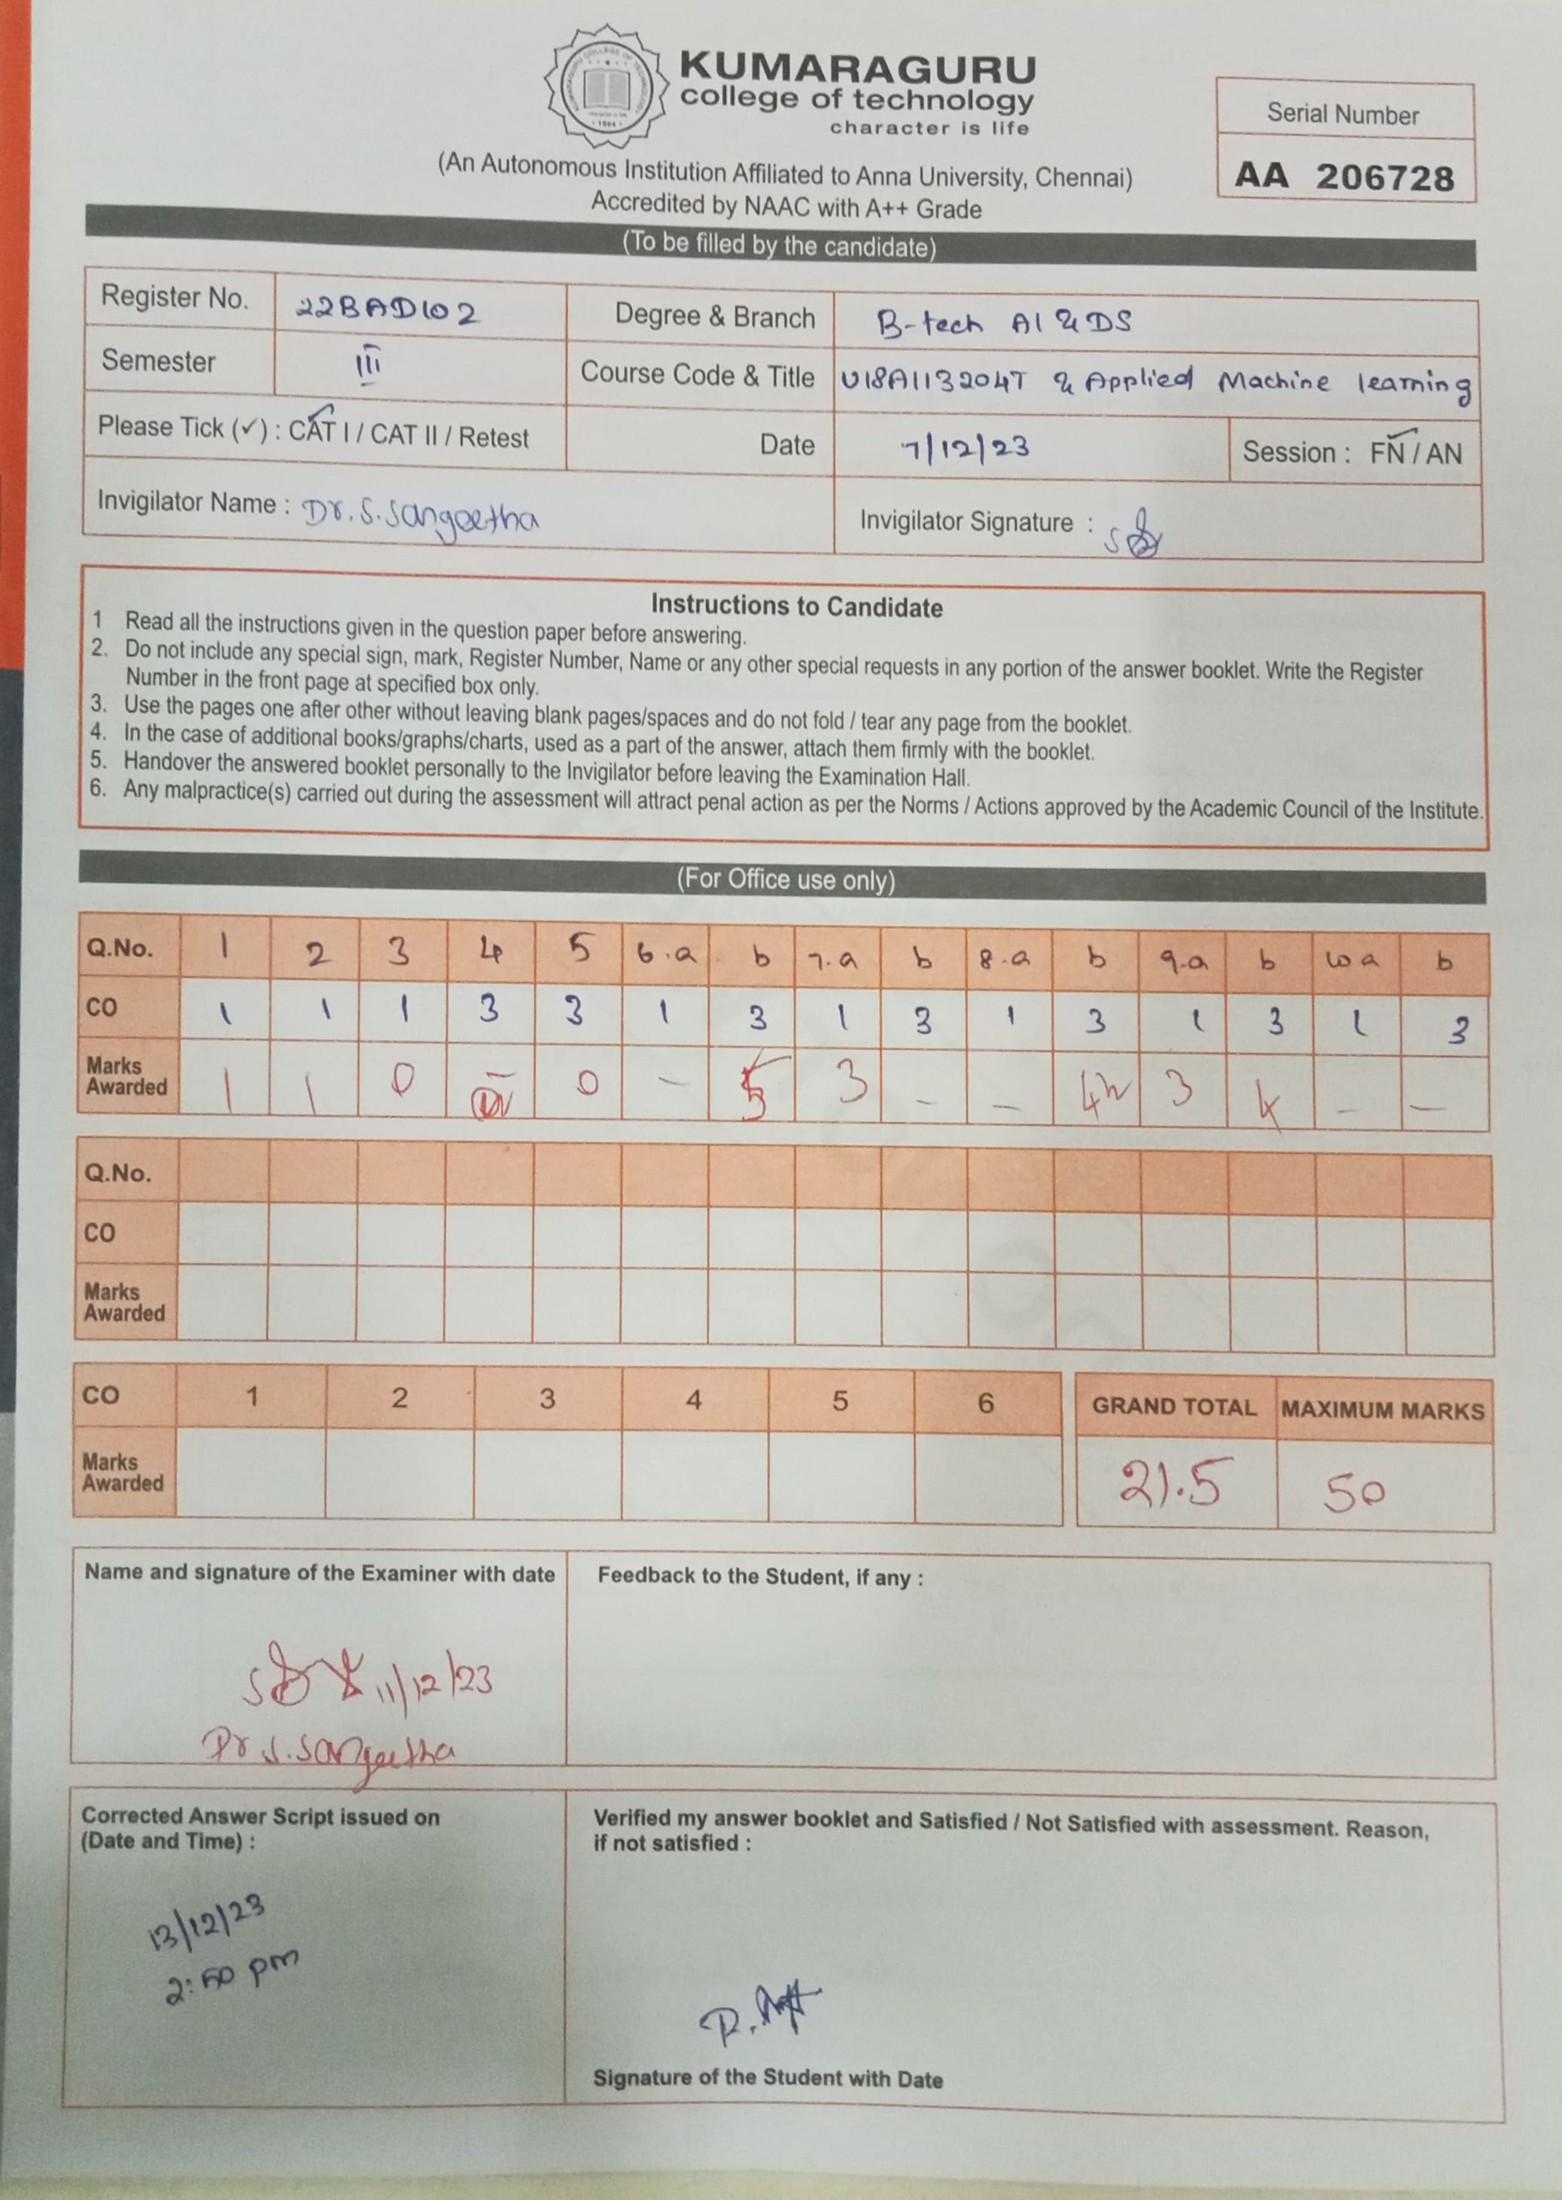 KUMARAGURU
college of technology
character is life
(An Autonomous Institution Affiliated to Anna University, Chennai)
Accredited by NAAC with A++ Grade
Serial Number
AA 206728
(To be filled by the candidate)
Register No. 22BAD102 Degree & Branch B-tech AI & DS
Semester III Course Code & Title U18AII3204T & Applied Machine learning
Please Tick (✓) : CAT I / CAT II / Retest Date 7/12/23 Session : FN / AN
Invigilator Name : Dr. S. Sangeetha Invigilator Signature :
Instructions to Candidate
1 Read all the instructions given in the question paper before answering.
2. Do not include any special sign, mark, Register Number, Name or any other special requests in any portion of the answer booklet. Write the Register
Number in the front page at specified box only.
3. Use the pages one after other without leaving blank pages/spaces and do not fold / tear any page from the booklet.
4. In the case of additional books/graphs/charts, used as a part of the answer, attach them firmly with the booklet.
5. Handover the answered booklet personally to the Invigilator before leaving the Examination Hall.
6. Any malpractice(s) carried out during the assessment will attract penal action as per the Norms / Actions approved by the Academic Council of the Institute.
(For Office use only)
Q.No. 1 2 3 4 5 6.a b 7.a b 8.a b 9.a b 10 a b
CO 1 1 1 3 3 1 3 1 3 1 3 1 3 1 3
Marks
Awarded 1 1 0 0 - 5 3 - - 4½ 3 4 - -
Q.No.
CO
Marks
Awarded
CO 1 2 3 4 5 6 GRAND TOTAL MAXIMUM MARKS
Marks
Awarded 21.5 50
Name and signature of the Examiner with date
11/12/23
Dr S. Sangeetha
Feedback to the Student, if any :
Corrected Answer Script issued on
(Date and Time) :
13/12/23
2:50 pm
Verified my answer booklet and Satisfied / Not Satisfied with assessment. Reason,
if not satisfied :
Signature of the Student with Date